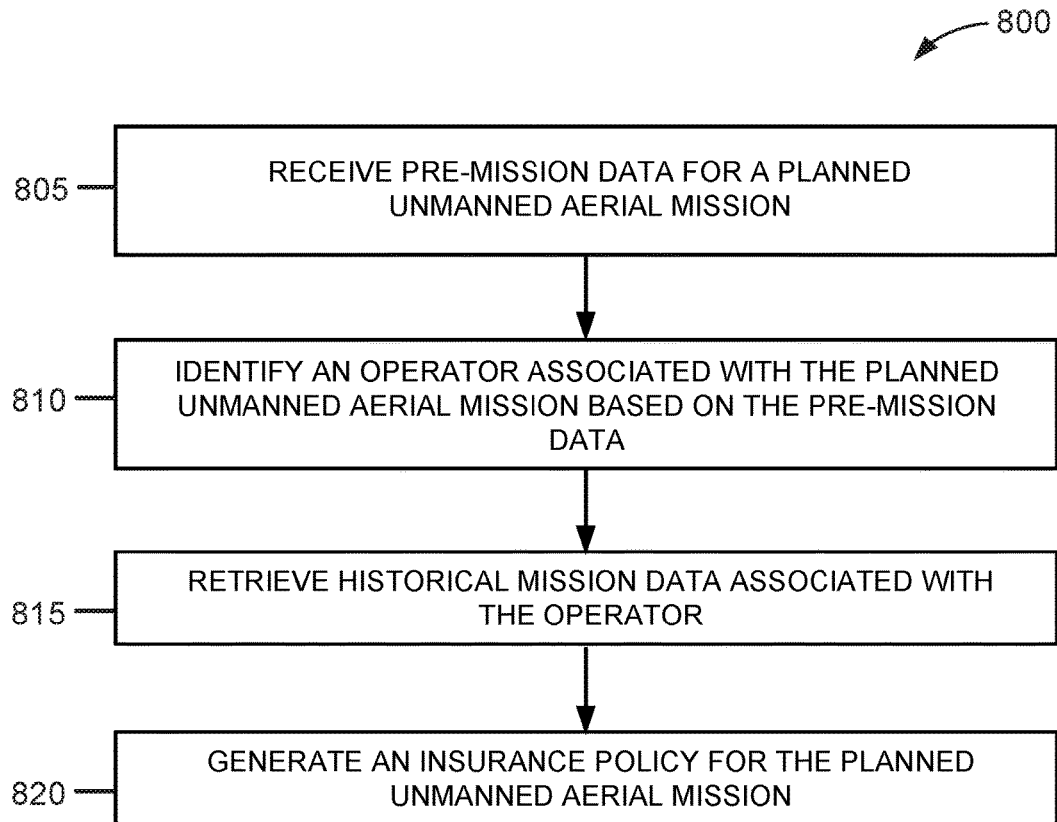 800
805
RECEIVE PRE-MISSION DATA FOR A PLANNED
UNMANNED AERIAL MISSION
810
IDENTIFY AN OPERATOR ASSOCIATED WITH THE PLANNED
UNMANNED AERIAL MISSION BASED ON THE PRE-MISSION
DATA
815
RETRIEVE HISTORICAL MISSION DATA ASSOCIATED WITH
THE OPERATOR
820
GENERATE AN INSURANCE POLICY FOR THE PLANNED
UNMANNED AERIAL MISSION